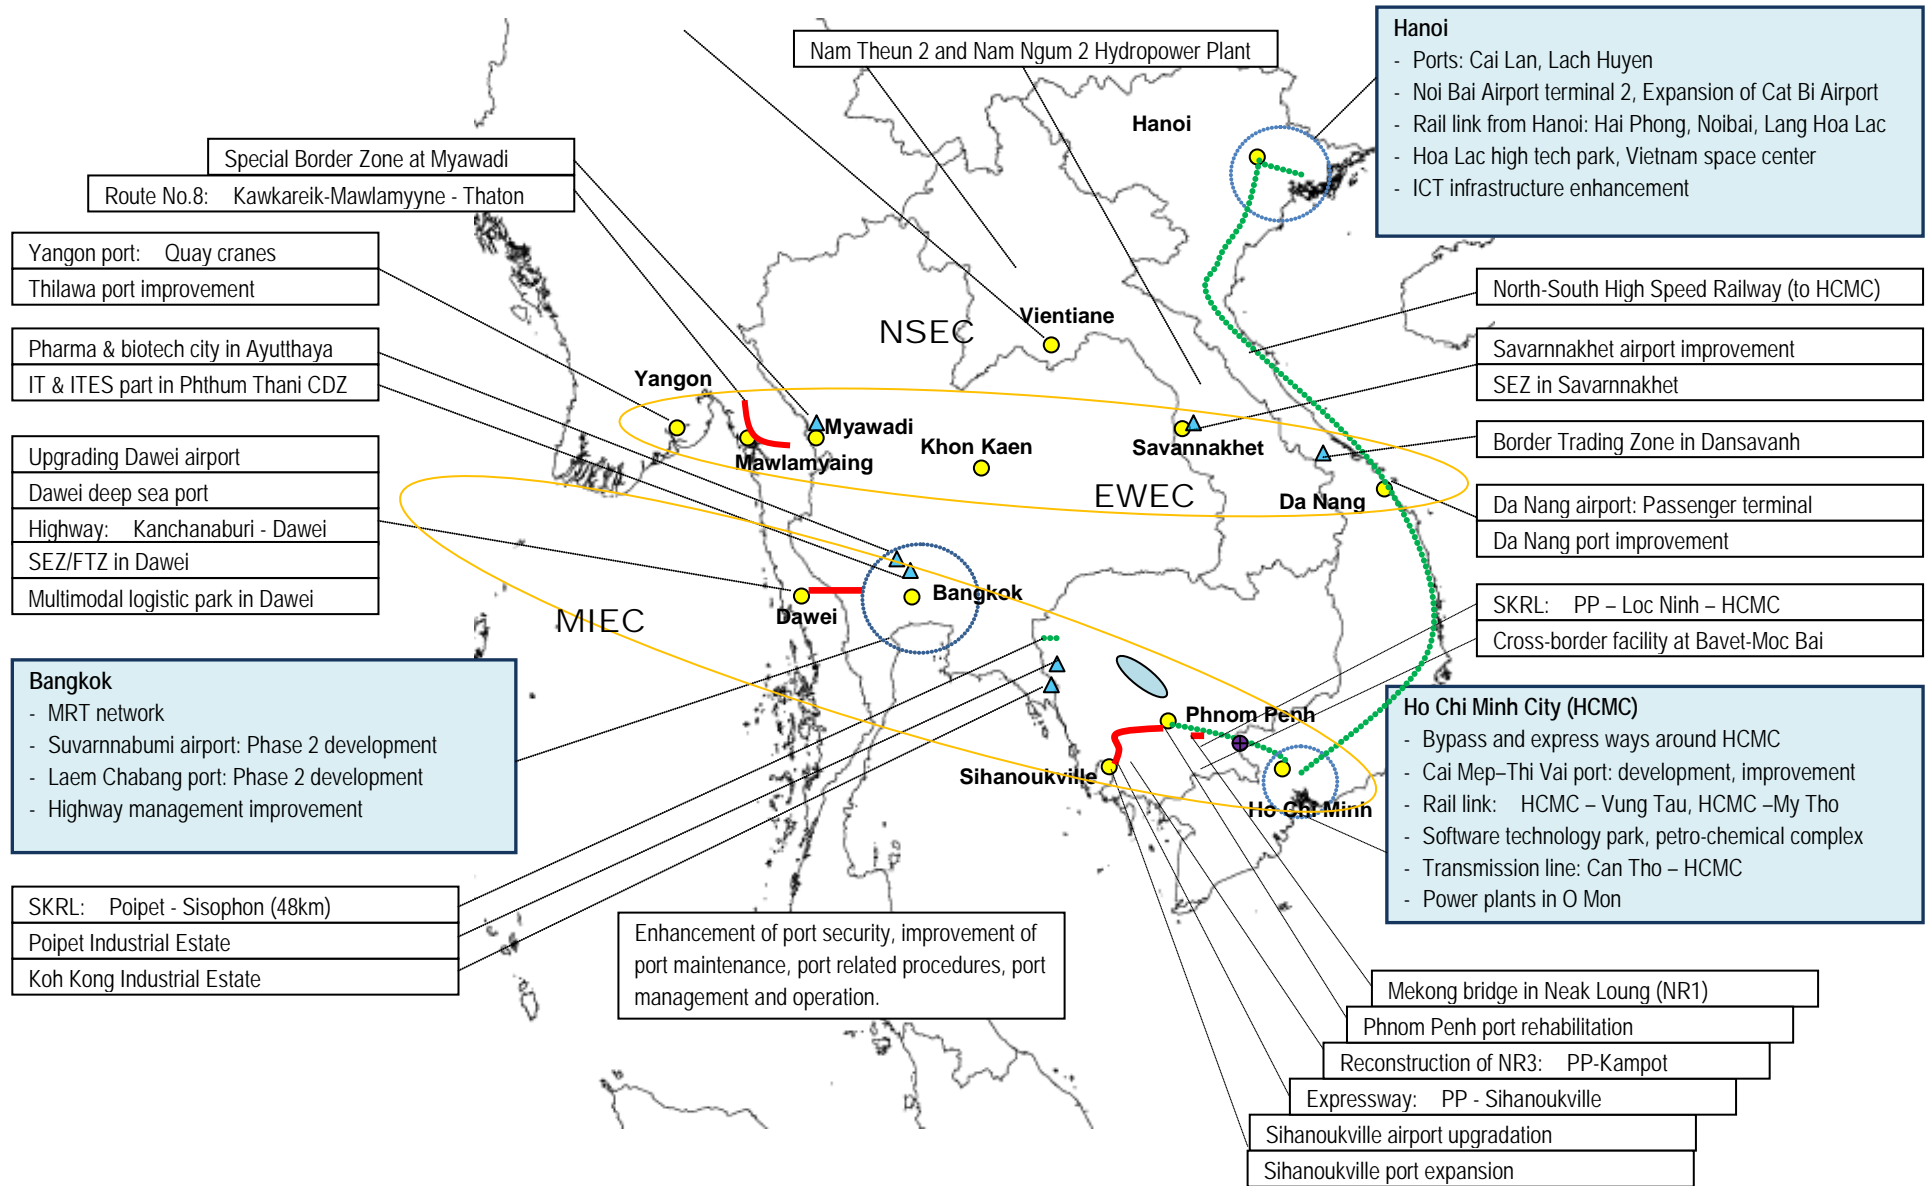 Nam Theun 2 and Nam Ngum 2 Hydropower Plant
Hanoi
- Ports: Cai Lan, Lach Huyen
- Noi Bai Airport terminal 2, Expansion of Cat Bi Airport
- Rail link from Hanoi: Hai Phong, Noibai, Lang Hoa Lac
- Hoa Lac high tech park, Vietnam space center
- ICT infrastructure enhancement
Hanoi
Special Border Zone at Myawadi
Route No.8: Kawkareik-Mawlamyyne - Thaton
Yangon port: Quay cranes
Thilawa port improvement
Pharma & biotech city in Ayutthaya
IT & ITES part in Phthum Thani CDZ
Upgrading Dawei airport
Dawei deep sea port
Highway: Kanchanaburi - Dawei
SEZ/FTZ in Dawei
Multimodal logistic park in Dawei
Bangkok
- MRT network
- Suvarnnabumi airport: Phase 2 development
- Laem Chabang port: Phase 2 development
- Highway management improvement
SKRL: Poipet - Sisophon (48km)
Poipet Industrial Estate
Koh Kong Industrial Estate
NSEC
Vientiane
Yangon
Myawadi
Mawlamyaing
Khon Kaen
Savannakhet
EWEC
Da Nang
MIEC
Dawei
Bangkok
Phnom Penh
Sihanoukville
Ho Chi Minh
North-South High Speed Railway (to HCMC)
Savarnnakhet airport improvement
SEZ in Savarnnakhet
Border Trading Zone in Dansavanh
Da Nang airport: Passenger terminal
Da Nang port improvement
SKRL: PP – Loc Ninh – HCMC
Cross-border facility at Bavet-Moc Bai
Ho Chi Minh City (HCMC)
- Bypass and express ways around HCMC
- Cai Mep–Thi Vai port: development, improvement
- Rail link: HCMC – Vung Tau, HCMC –My Tho
- Software technology park, petro-chemical complex
- Transmission line: Can Tho – HCMC
- Power plants in O Mon
Enhancement of port security, improvement of
port maintenance, port related procedures, port
management and operation.
Mekong bridge in Neak Loung (NR1)
Phnom Penh port rehabilitation
Reconstruction of NR3: PP-Kampot
Expressway: PP - Sihanoukville
Sihanoukville airport upgradation
Sihanoukville port expansion